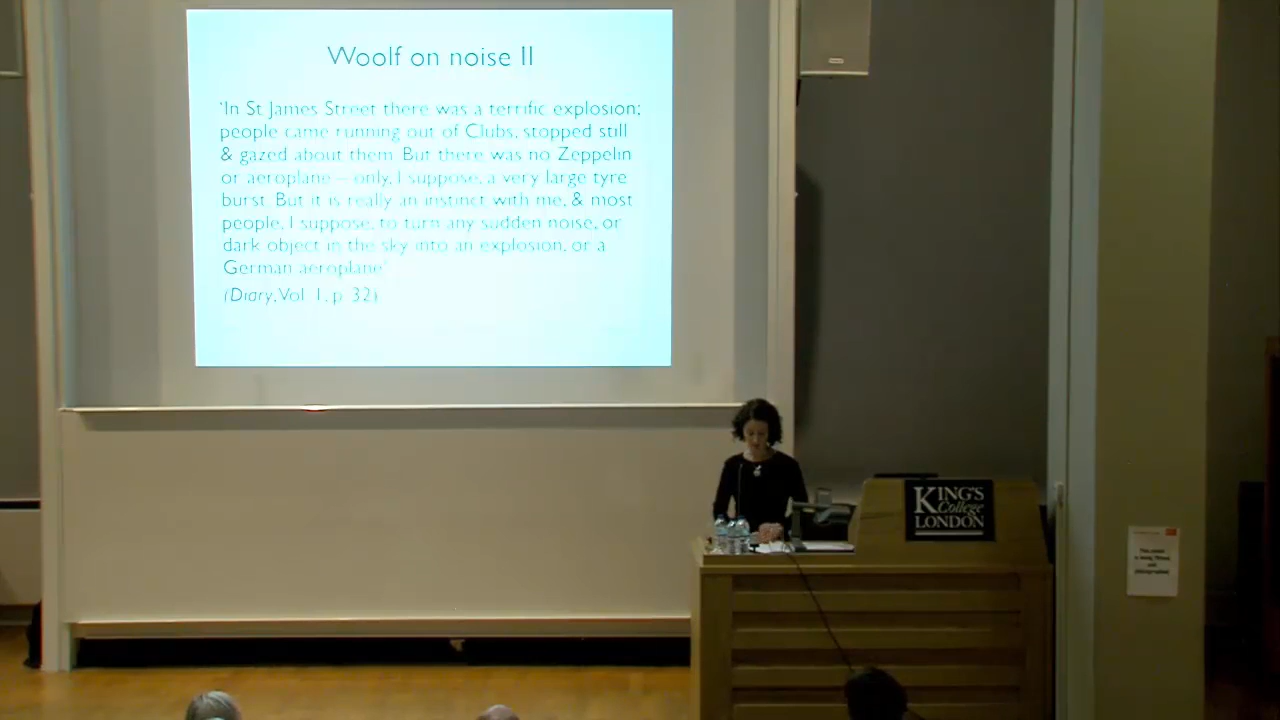 Woolf on noise II
'In St James Street there was a terrific explosion;
people came running out of Clubs, stopped still
& gazed about them. But there was no Zeppelin
or aeroplane – only, I suppose, a very large tyre
burst. But it is really an instinct with me, & most
people, I suppose, to turn any sudden noise, or
dark object in the sky into an explosion, or a
German aeroplane'
(Diary, Vol. 1, p. 32)
KING'S
College
LONDON